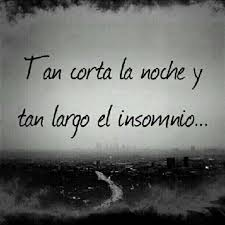 Tan corta la noche y
tan largo el insomnio...